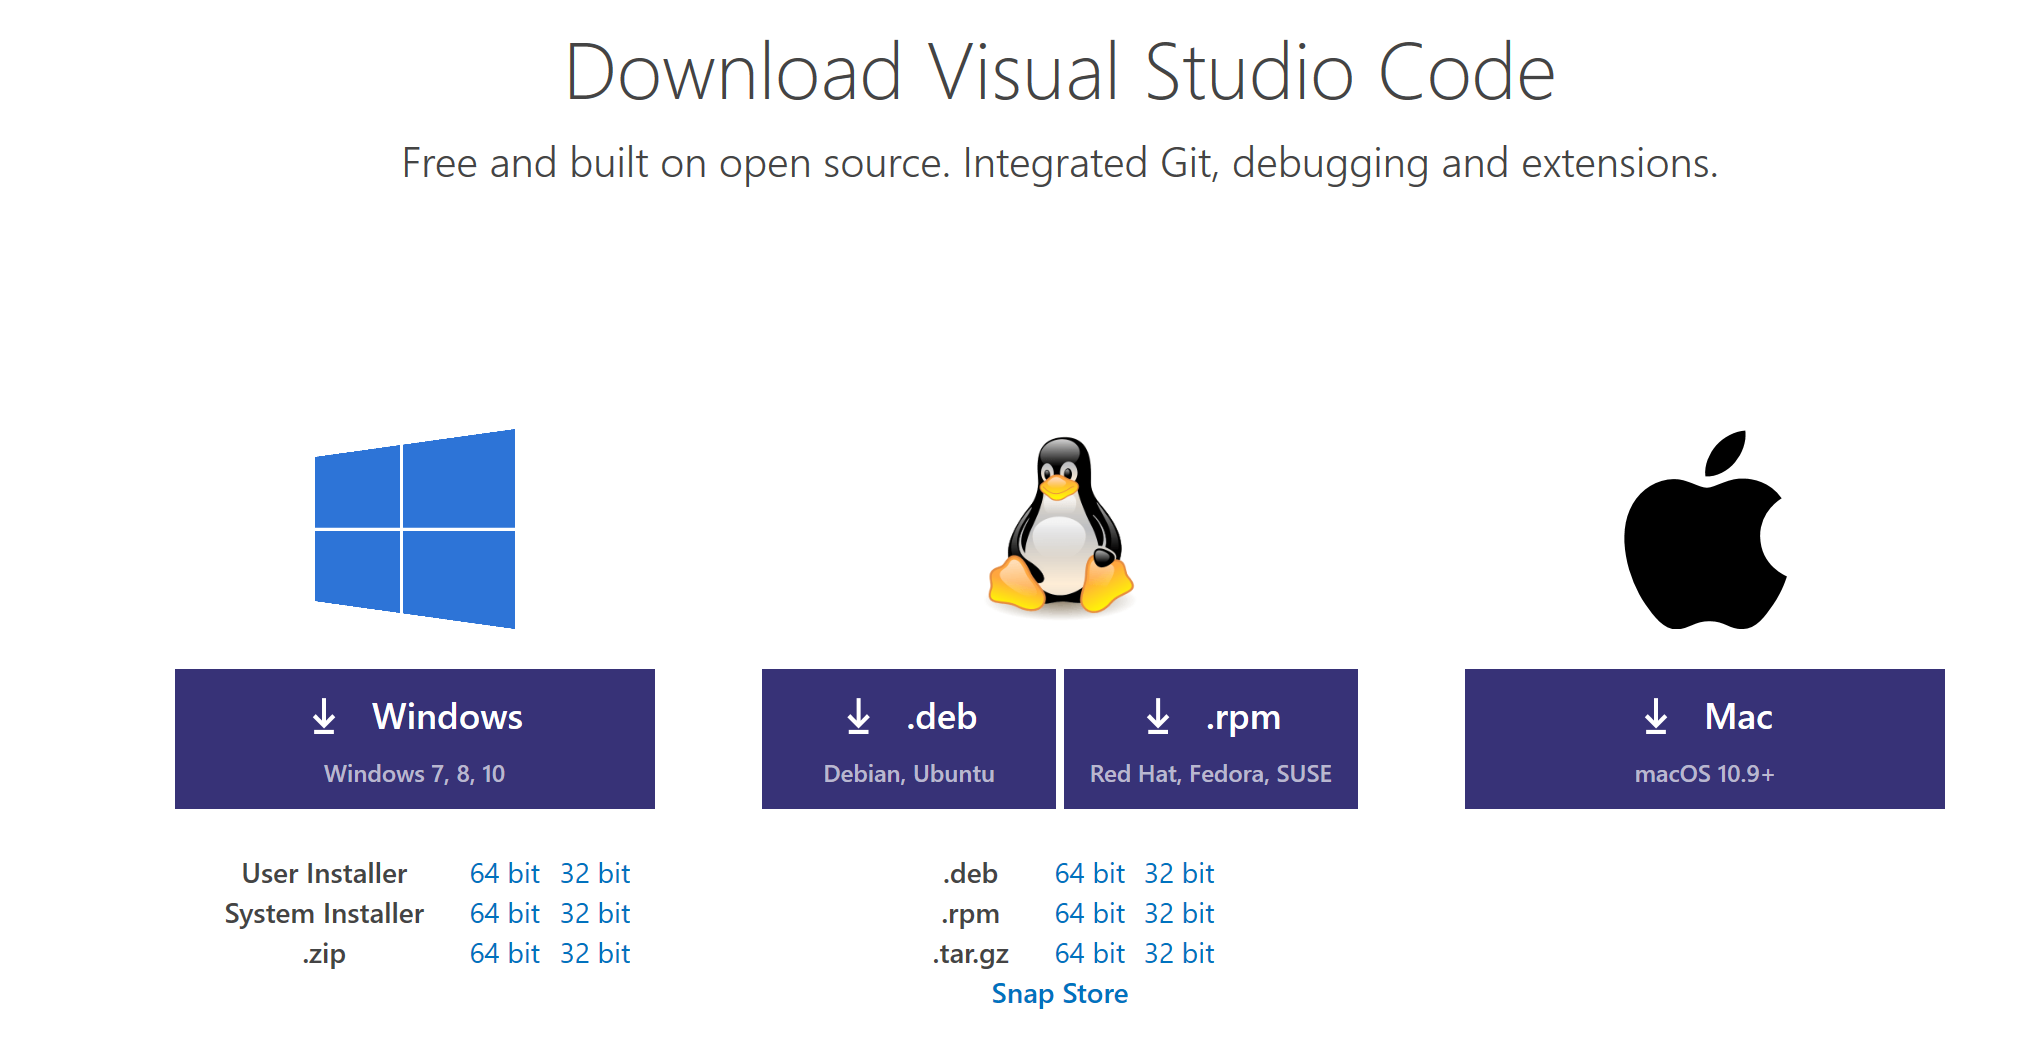 Download Visual Studio Code
Free and built on open source. Integrated Git, debugging and extensions.
Windows
Windows 7, 8, 10
User Installer 64 bit 32 bit
System Installer 64 bit 32 bit
.zip 64 bit 32 bit
.deb
Debian, Ubuntu
.rpm
Red Hat, Fedora, SUSE
.deb 64 bit 32 bit
.rpm 64 bit 32 bit
.tar.gz 64 bit 32 bit
Snap Store
Mac
macOS 10.9+